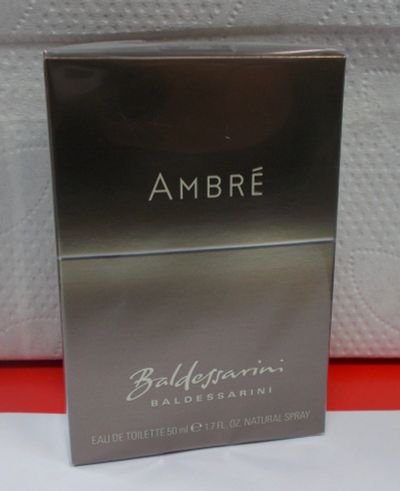 AMBRÉ
Baldessarini
BALDESSARINI
EAU DE TOILETTE 50 ml ℮ 1.7 FL. OZ. NATURAL SPRAY